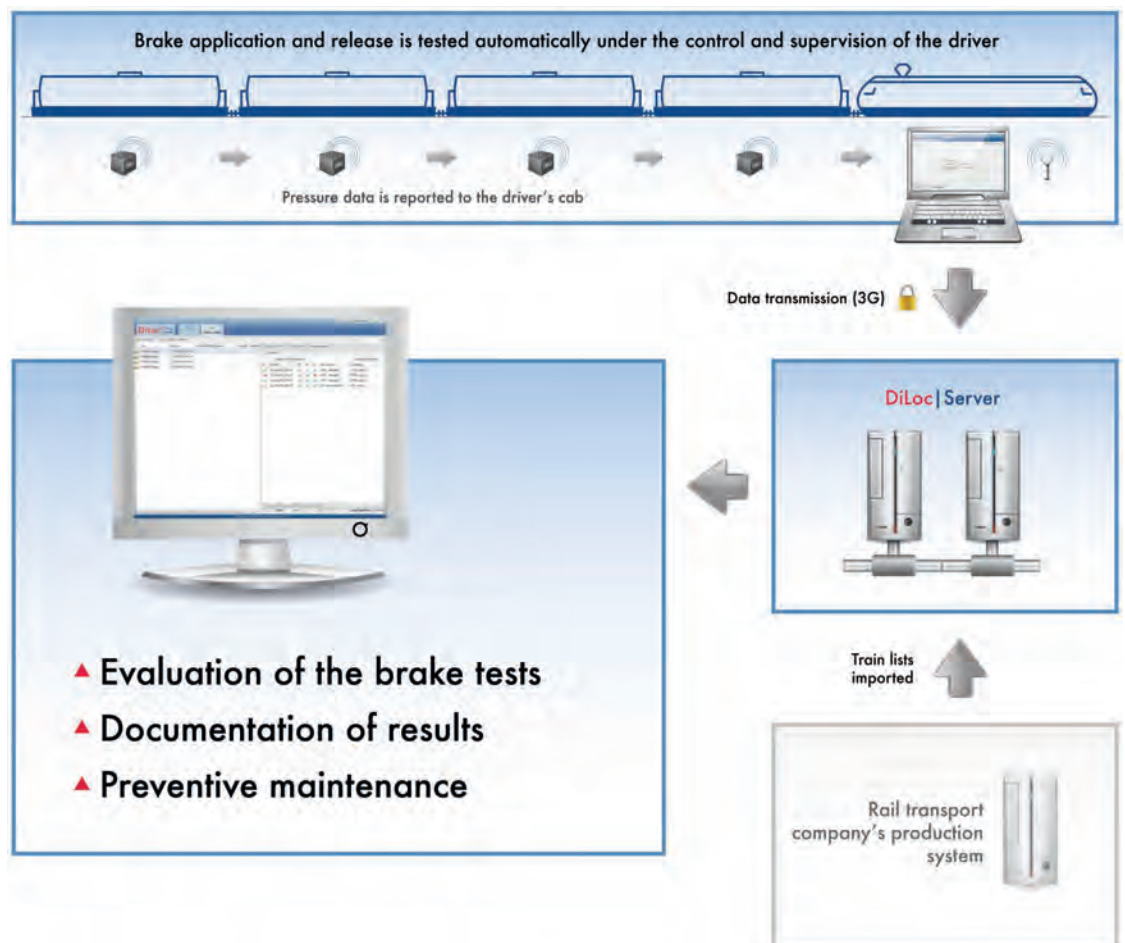 Brake application and release is tested automatically under the control and supervision of the driver
Pressure data is reported to the driver's cab
Data transmission (3G)
DiLoc
DiLoc|Server
Train lists
imported
▲ Evaluation of the brake tests
▲ Documentation of results
▲ Preventive maintenance
Rail transport
company's production
system